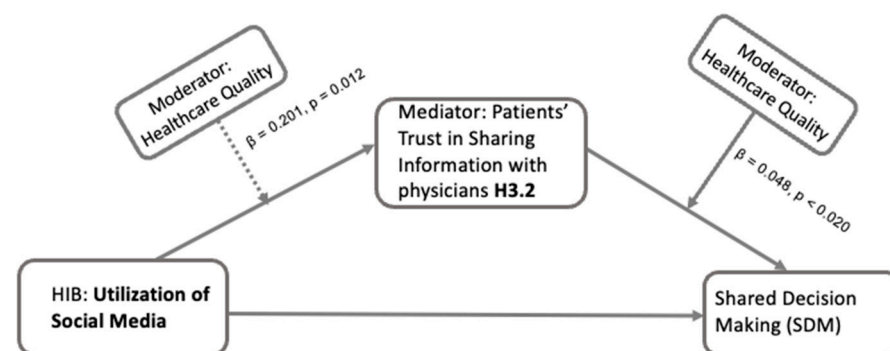 Moderator:
Healthcare Quality
β = 0.201, p = 0.012
Mediator: Patients’
Trust in Sharing
Information with
physicians H3.2
Moderator:
Healthcare Quality
β = 0.048, p < 0.020
HIB: Utilization of
Social Media
Shared Decision
Making (SDM)